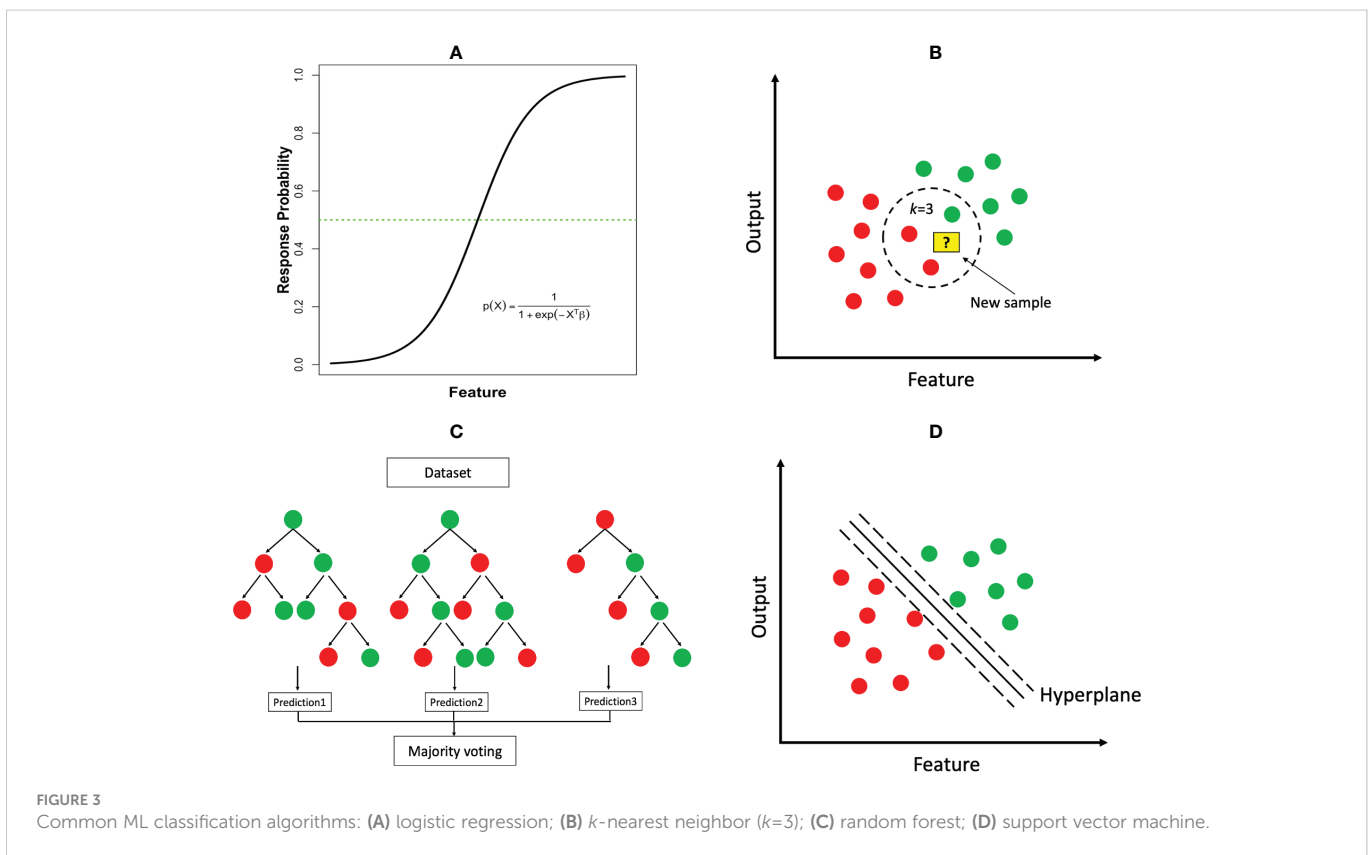 A
Response Probability
1.0
0.8
0.6
0.4
0.2
0.0
p(X) = 1 / 1 + exp(−XᵀB)
Feature
B
Output
k=3
?
New sample
Feature
C
Dataset
Prediction1
Prediction2
Prediction3
Majority voting
D
Output
Hyperplane
Feature
FIGURE 3
Common ML classification algorithms: (A) logistic regression; (B) k-nearest neighbor (k=3); (C) random forest; (D) support vector machine.